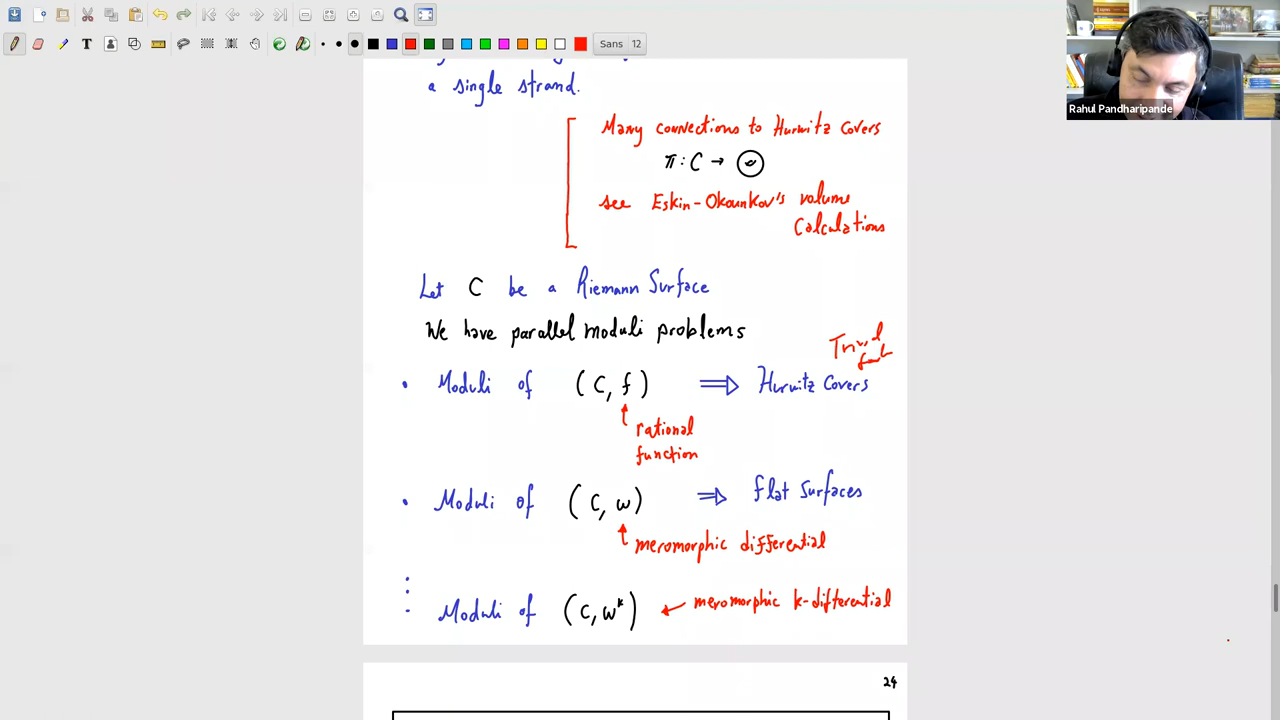 Sans 12
Rahul Pandharipande
a single strand.
Many connections to Hurwitz Covers
π : C →
see Eskin-Okounkov's volume
Calculations
Let C be a Riemann Surface
We have parallel moduli problems
• Moduli of (C, f) ⟹ Hurwitz Covers
rational
function
• Moduli of (C, ω) ⟹ flat surfaces
meromorphic differential
Moduli of (C, ω^k) ← meromorphic k-differential
24